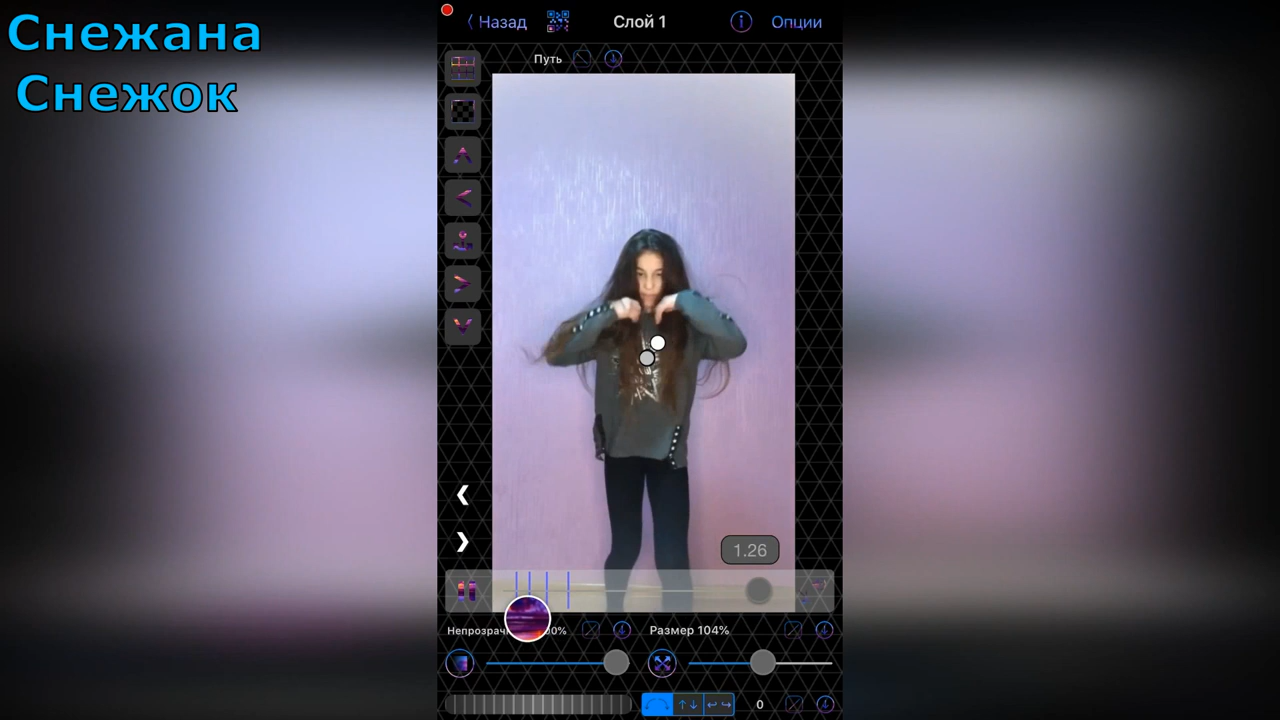 Снежана
Снежок
Назад
Слой 1
Опции
Путь
1.26
Размер 104%
0